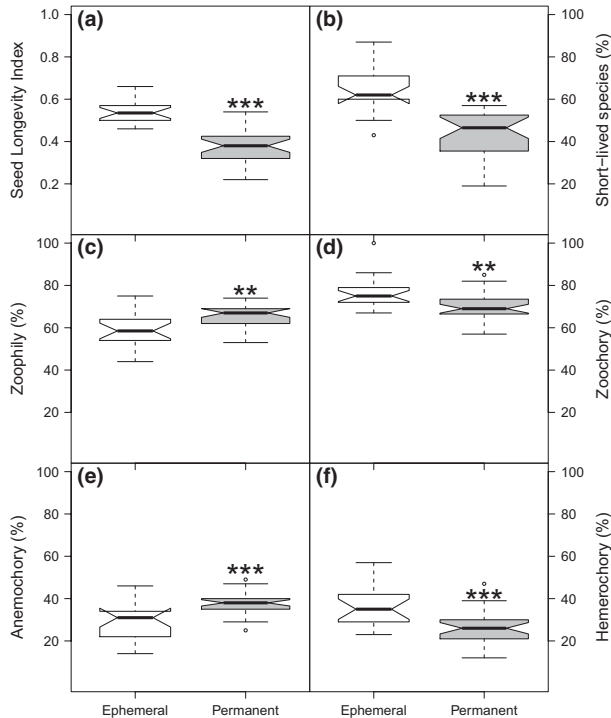 (a)
(b)
Seed Longevity Index
1.0
0.8
0.6
0.4
0.2
***
***
100
80
60
40
20
Short−lived species (%)
(c)
(d)
Zoophily (%)
100
80
60
40
20
**
**
100
80
60
40
20
Zoochory (%)
(e)
(f)
Anemochory (%)
100
80
60
40
20
***
***
100
80
60
40
20
Hemerochory (%)
Ephemeral Permanent Ephemeral Permanent